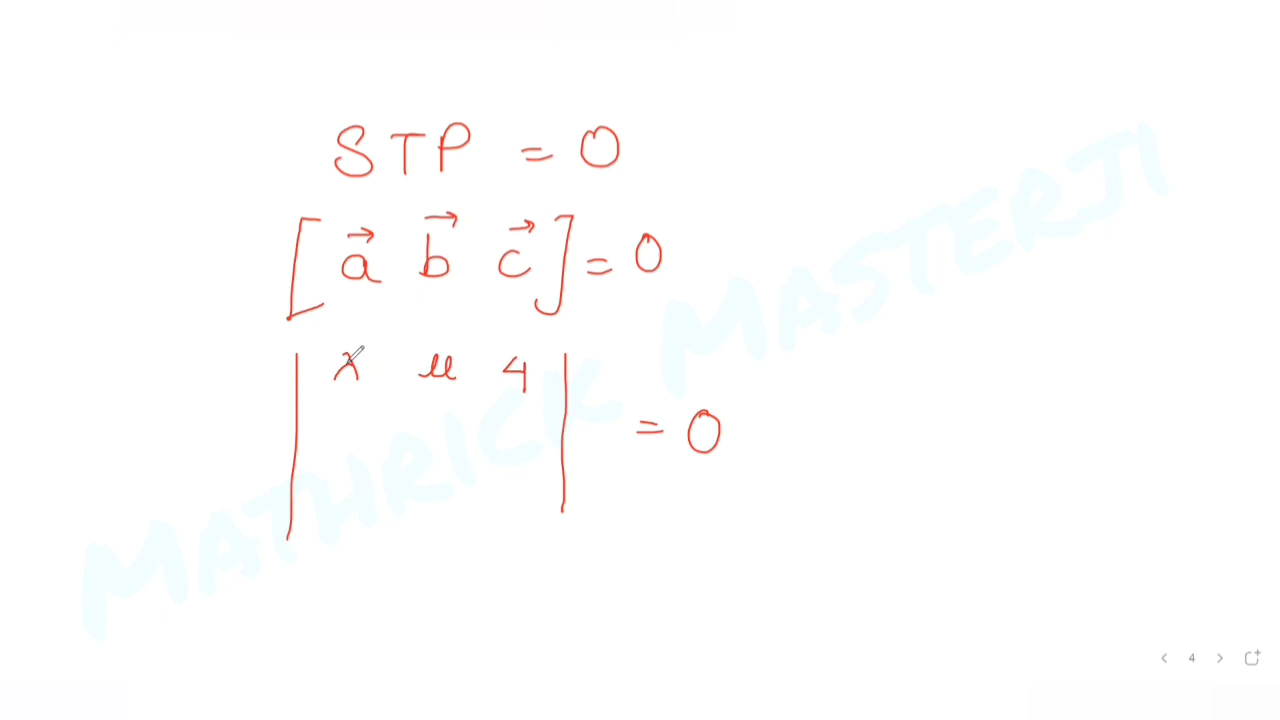 STP = 0
[a⃗ b⃗ c⃗] = 0
| λ μ 4 | = 0
MATHRICK MASTERJI
< 4 >